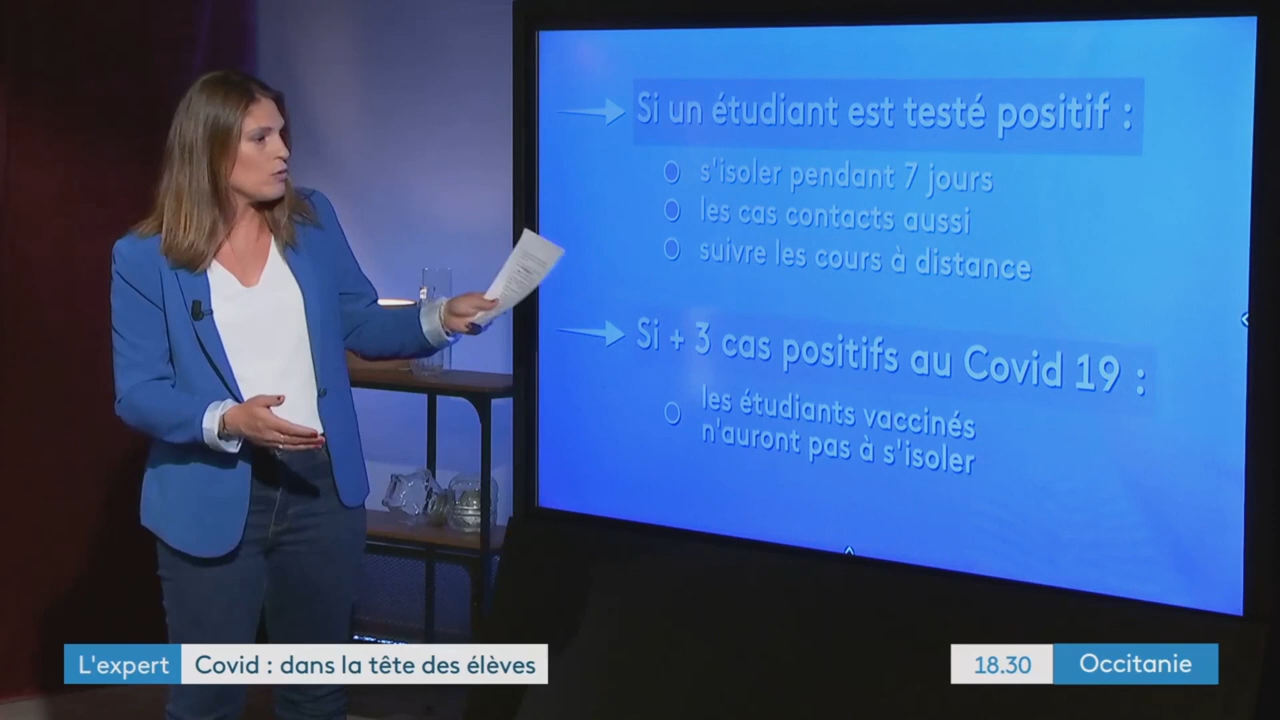 Si un étudiant est testé positif :
s'isoler pendant 7 jours
les cas contacts aussi
suivre les cours à distance
Si + 3 cas positifs au Covid 19 :
les étudiants vaccinés
n'auront pas à s'isoler
L'expert
Covid : dans la tête des élèves
18.30
Occitanie